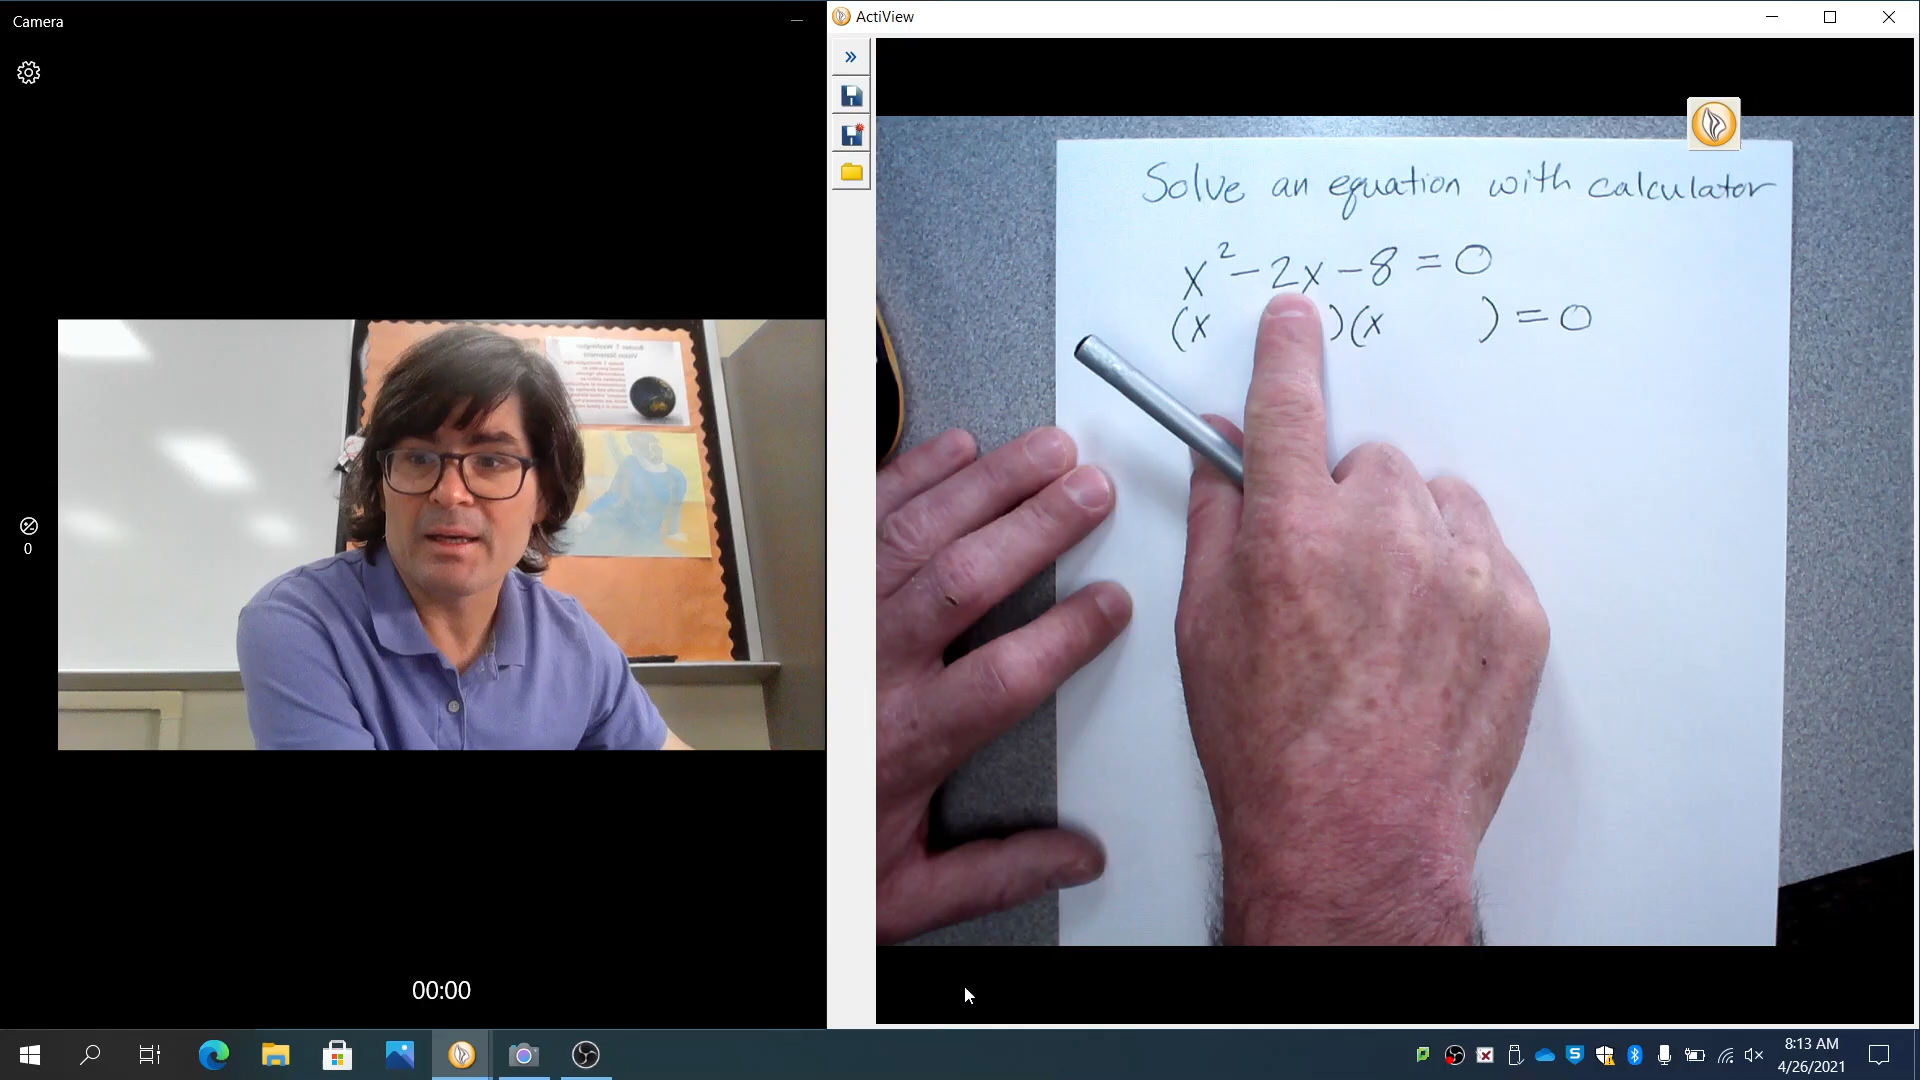 Camera
0
00:00
ActiView
Solve an equation with calculator
x² − 2x − 8 = 0
(x )(x ) = 0
8:13 AM
4/26/2021